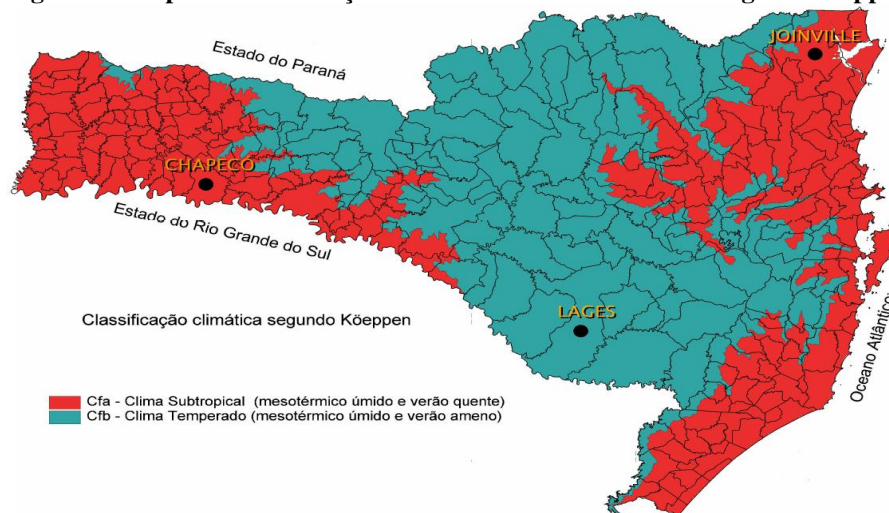 JOINVILLE
Estado do Paraná
CHAPECÓ
Estado do Rio Grande do Sul
LAGES
Oceano Atlântico
Classificação climática segundo Köeppen
Cfa - Clima Subtropical (mesotérmico úmido e verão quente)
Cfb - Clima Temperado (mesotérmico úmido e verão ameno)